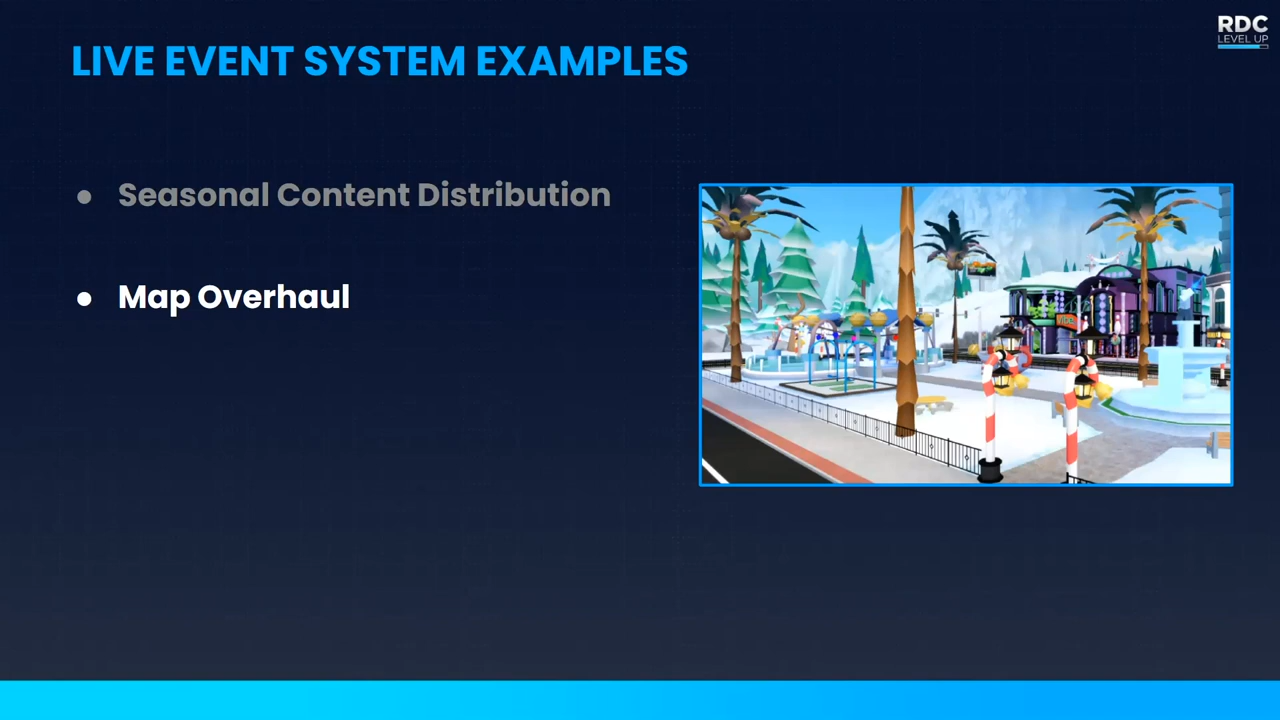 RDC
LEVEL UP
LIVE EVENT SYSTEM EXAMPLES
Seasonal Content Distribution
Map Overhaul